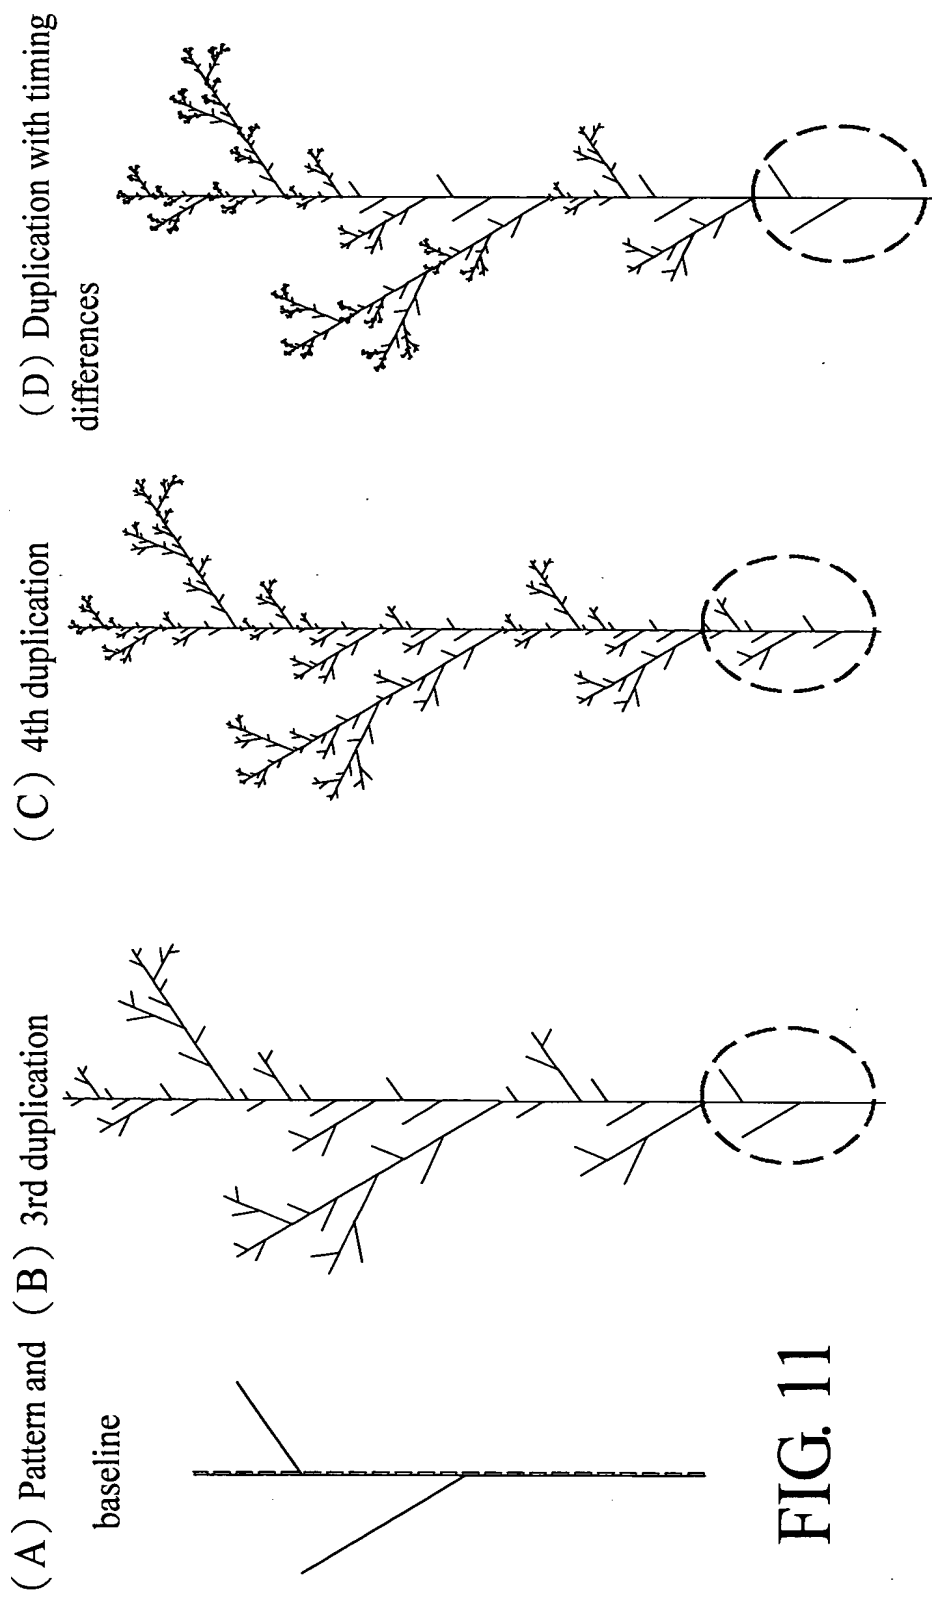 (A) Pattern and
baseline
(B) 3rd duplication
(C) 4th duplication
(D) Duplication with timing
differences
FIG. 11